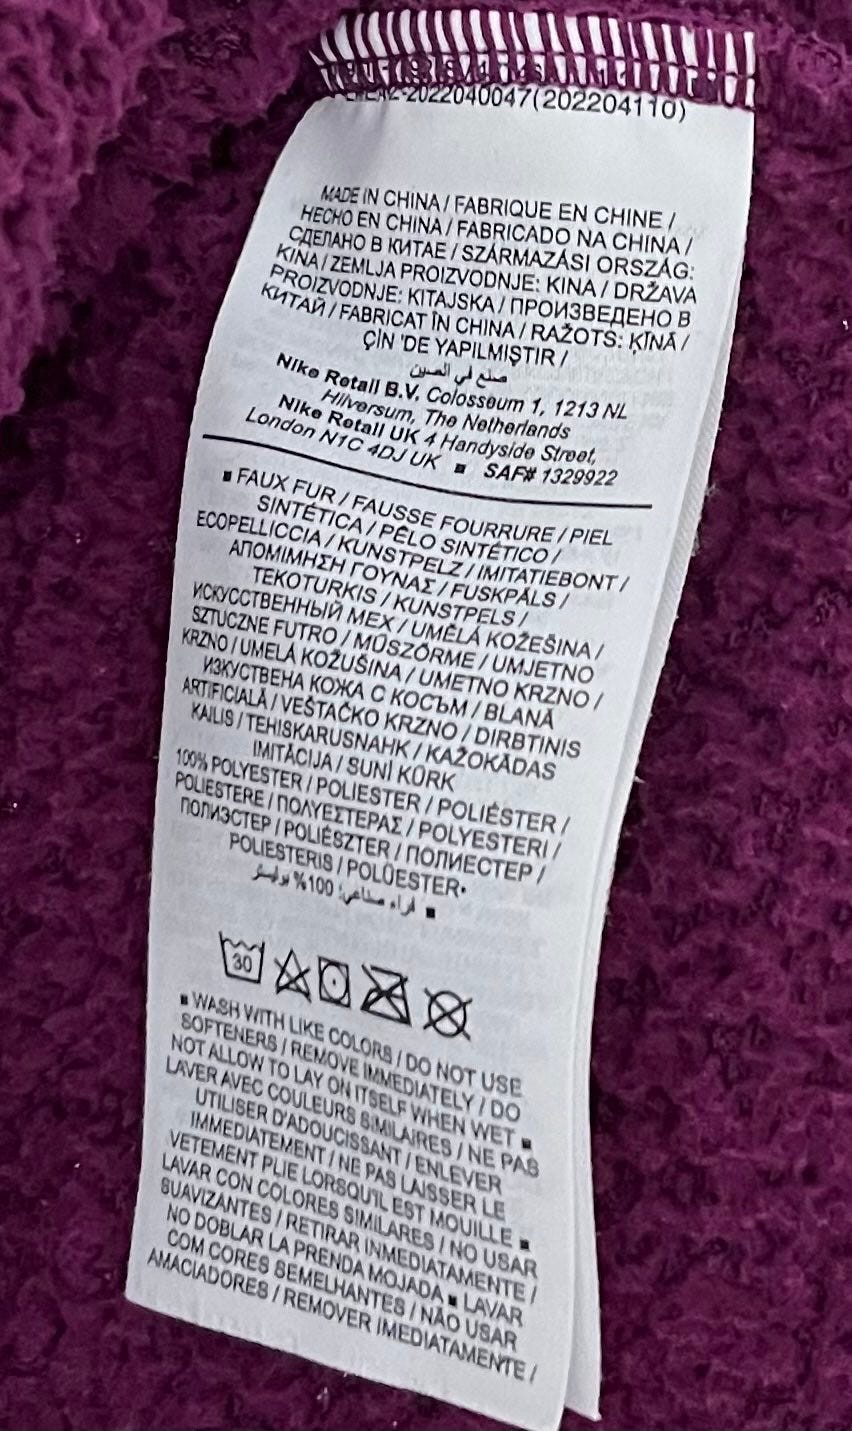 2022040047(202204110)
MADE IN CHINA / FABRIQUE EN CHINE /
HECHO EN CHINA / FABRICADO NA CHINA /
СДЕЛАНО В КИТАЕ / SZÁRMAZÁSI ORSZÁG:
KÍNA / ZEMLJA PROIZVODNJE: KINA / DRŽAVA
PROIZVODNJE: KITAJSKA / ПРОИЗВЕДЕНО В
КИТАЙ / FABRICAT ÎN CHINA / RAŽOTS: ĶĪNĀ /
ÇİN 'DE YAPILMIŞTIR /
صنع في الصين
Nike Retail B.V. Colosseum 1, 1213 NL
Hilversum, The Netherlands
Nike Retail UK 4 Handyside Street,
London N1C 4DJ UK ■ SAF# 1329922
■ FAUX FUR / FAUSSE FOURRURE / PIEL
SINTÉTICA / PÊLO SINTÉTICO /
ECOPELLICCIA / KUNSTPELZ / IMITATIEBONT /
ΑΠΟΜΙΜΗΣΗ ΓΟΥΝΑΣ / FUSKPÄLS /
TEKOTURKIS / KUNSTPELS /
ИСКУССТВЕННЫЙ МЕХ / UMĚLÁ KOŽEŠINA /
SZTUCZNE FUTRO / MŰSZŐRME / UMJETNO
KRZNO / UMELÁ KOŽUŠINA / UMETNO KRZNO /
ИЗКУСТВЕНА КОЖА С КОСЪМ / BLANĂ
ARTIFICIALĂ / VEŠTAČKO KRZNO / DIRBTINIS
KAILIS / TEHISKARUSNAHK / KAŽOKĀDAS
IMITĀCIJA / SUNİ KÜRK
100% POLYESTER / POLIESTER / POLIÉSTER /
POLIESTERE / ΠΟΛΥΕΣΤΕΡΑΣ / POLYESTERI /
ПОЛИЭСТЕР / POLIÉSZTER / ПОЛИЕСТЕР /
POLIESTERIS / POLÜESTER•
فراء صناعي: 100% بوليستر ■
30
■ WASH WITH LIKE COLORS / DO NOT USE
SOFTENERS / REMOVE IMMEDIATELY / DO
NOT ALLOW TO LAY ON ITSELF WHEN WET ■
LAVER AVEC COULEURS SIMILAIRES / NE PAS
UTILISER D'ADOUCISSANT / ENLEVER
IMMEDIATEMENT / NE PAS LAISSER LE
VETEMENT PLIE LORSQU'IL EST MOUILLE ■
LAVAR CON COLORES SIMILARES / NO USAR
SUAVIZANTES / RETIRAR INMEDIATAMENTE /
NO DOBLAR LA PRENDA MOJADA ■ LAVAR
COM CORES SEMELHANTES / NÃO USAR
AMACIADORES / REMOVER IMEDIATAMENTE /